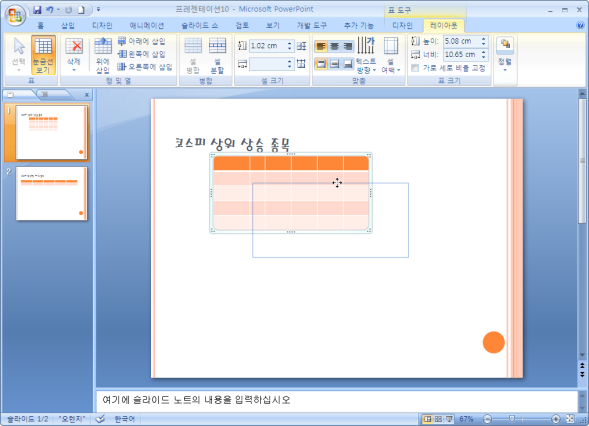 프레젠테이션10 - Microsoft PowerPoint
표 도구
홈 삽입 디자인 애니메이션 슬라이드 쇼 검토 보기 개발 도구 추가 기능 디자인 레이아웃
선택 눈금선 보기 삭제 위에 삽입 아래에 삽입 왼쪽에 삽입 오른쪽에 삽입 셀 병합 셀 분할 1.02 cm 텍스트 방향 셀 여백 높이: 5.08 cm 너비: 10.65 cm 가로 세로 비율 고정 정렬
표 행 및 열 병합 셀 크기 맞춤 표 크기
1
2
코스피 상위 상승 종목
여기에 슬라이드 노트의 내용을 입력하십시오
슬라이드 1/2 "오렌지" 한국어 67%